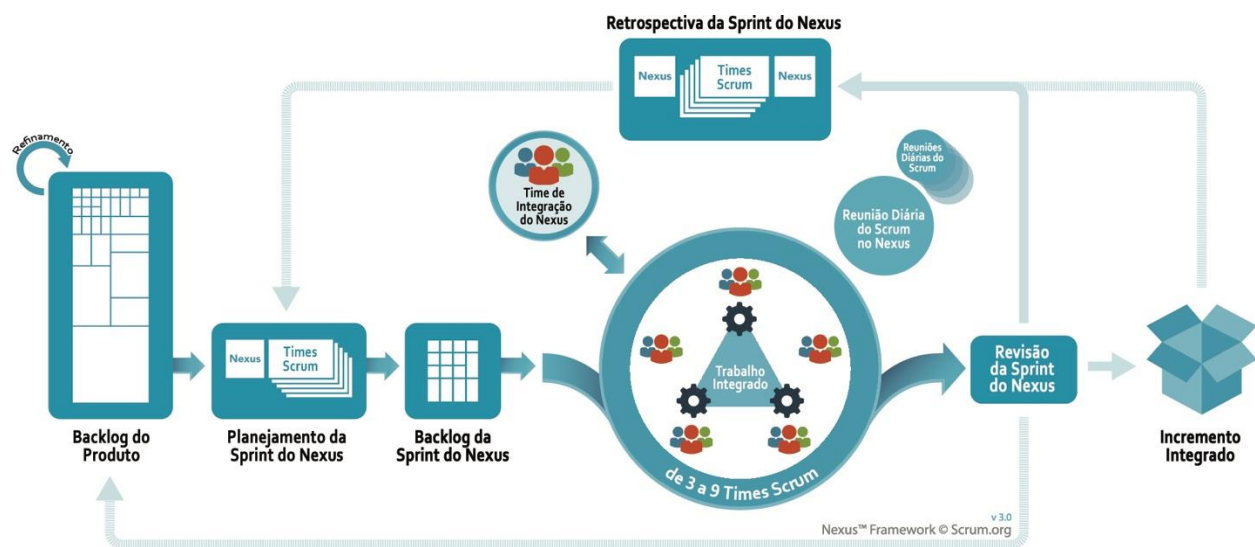 Retrospectiva da Sprint do Nexus
Nexus
Times
Scrum
Nexus
Refinamento
Time de
Integração
do Nexus
Reuniões
Diárias do
Scrum
Reunião Diária
do Scrum
no Nexus
Nexus
Times
Scrum
Trabalho
Integrado
Revisão
da Sprint
do Nexus
Backlog do
Produto
Planejamento da
Sprint do Nexus
Backlog da
Sprint do Nexus
de 3 a 9 Times Scrum
Incremento
Integrado
v 3.0
Nexus™ Framework © Scrum.org